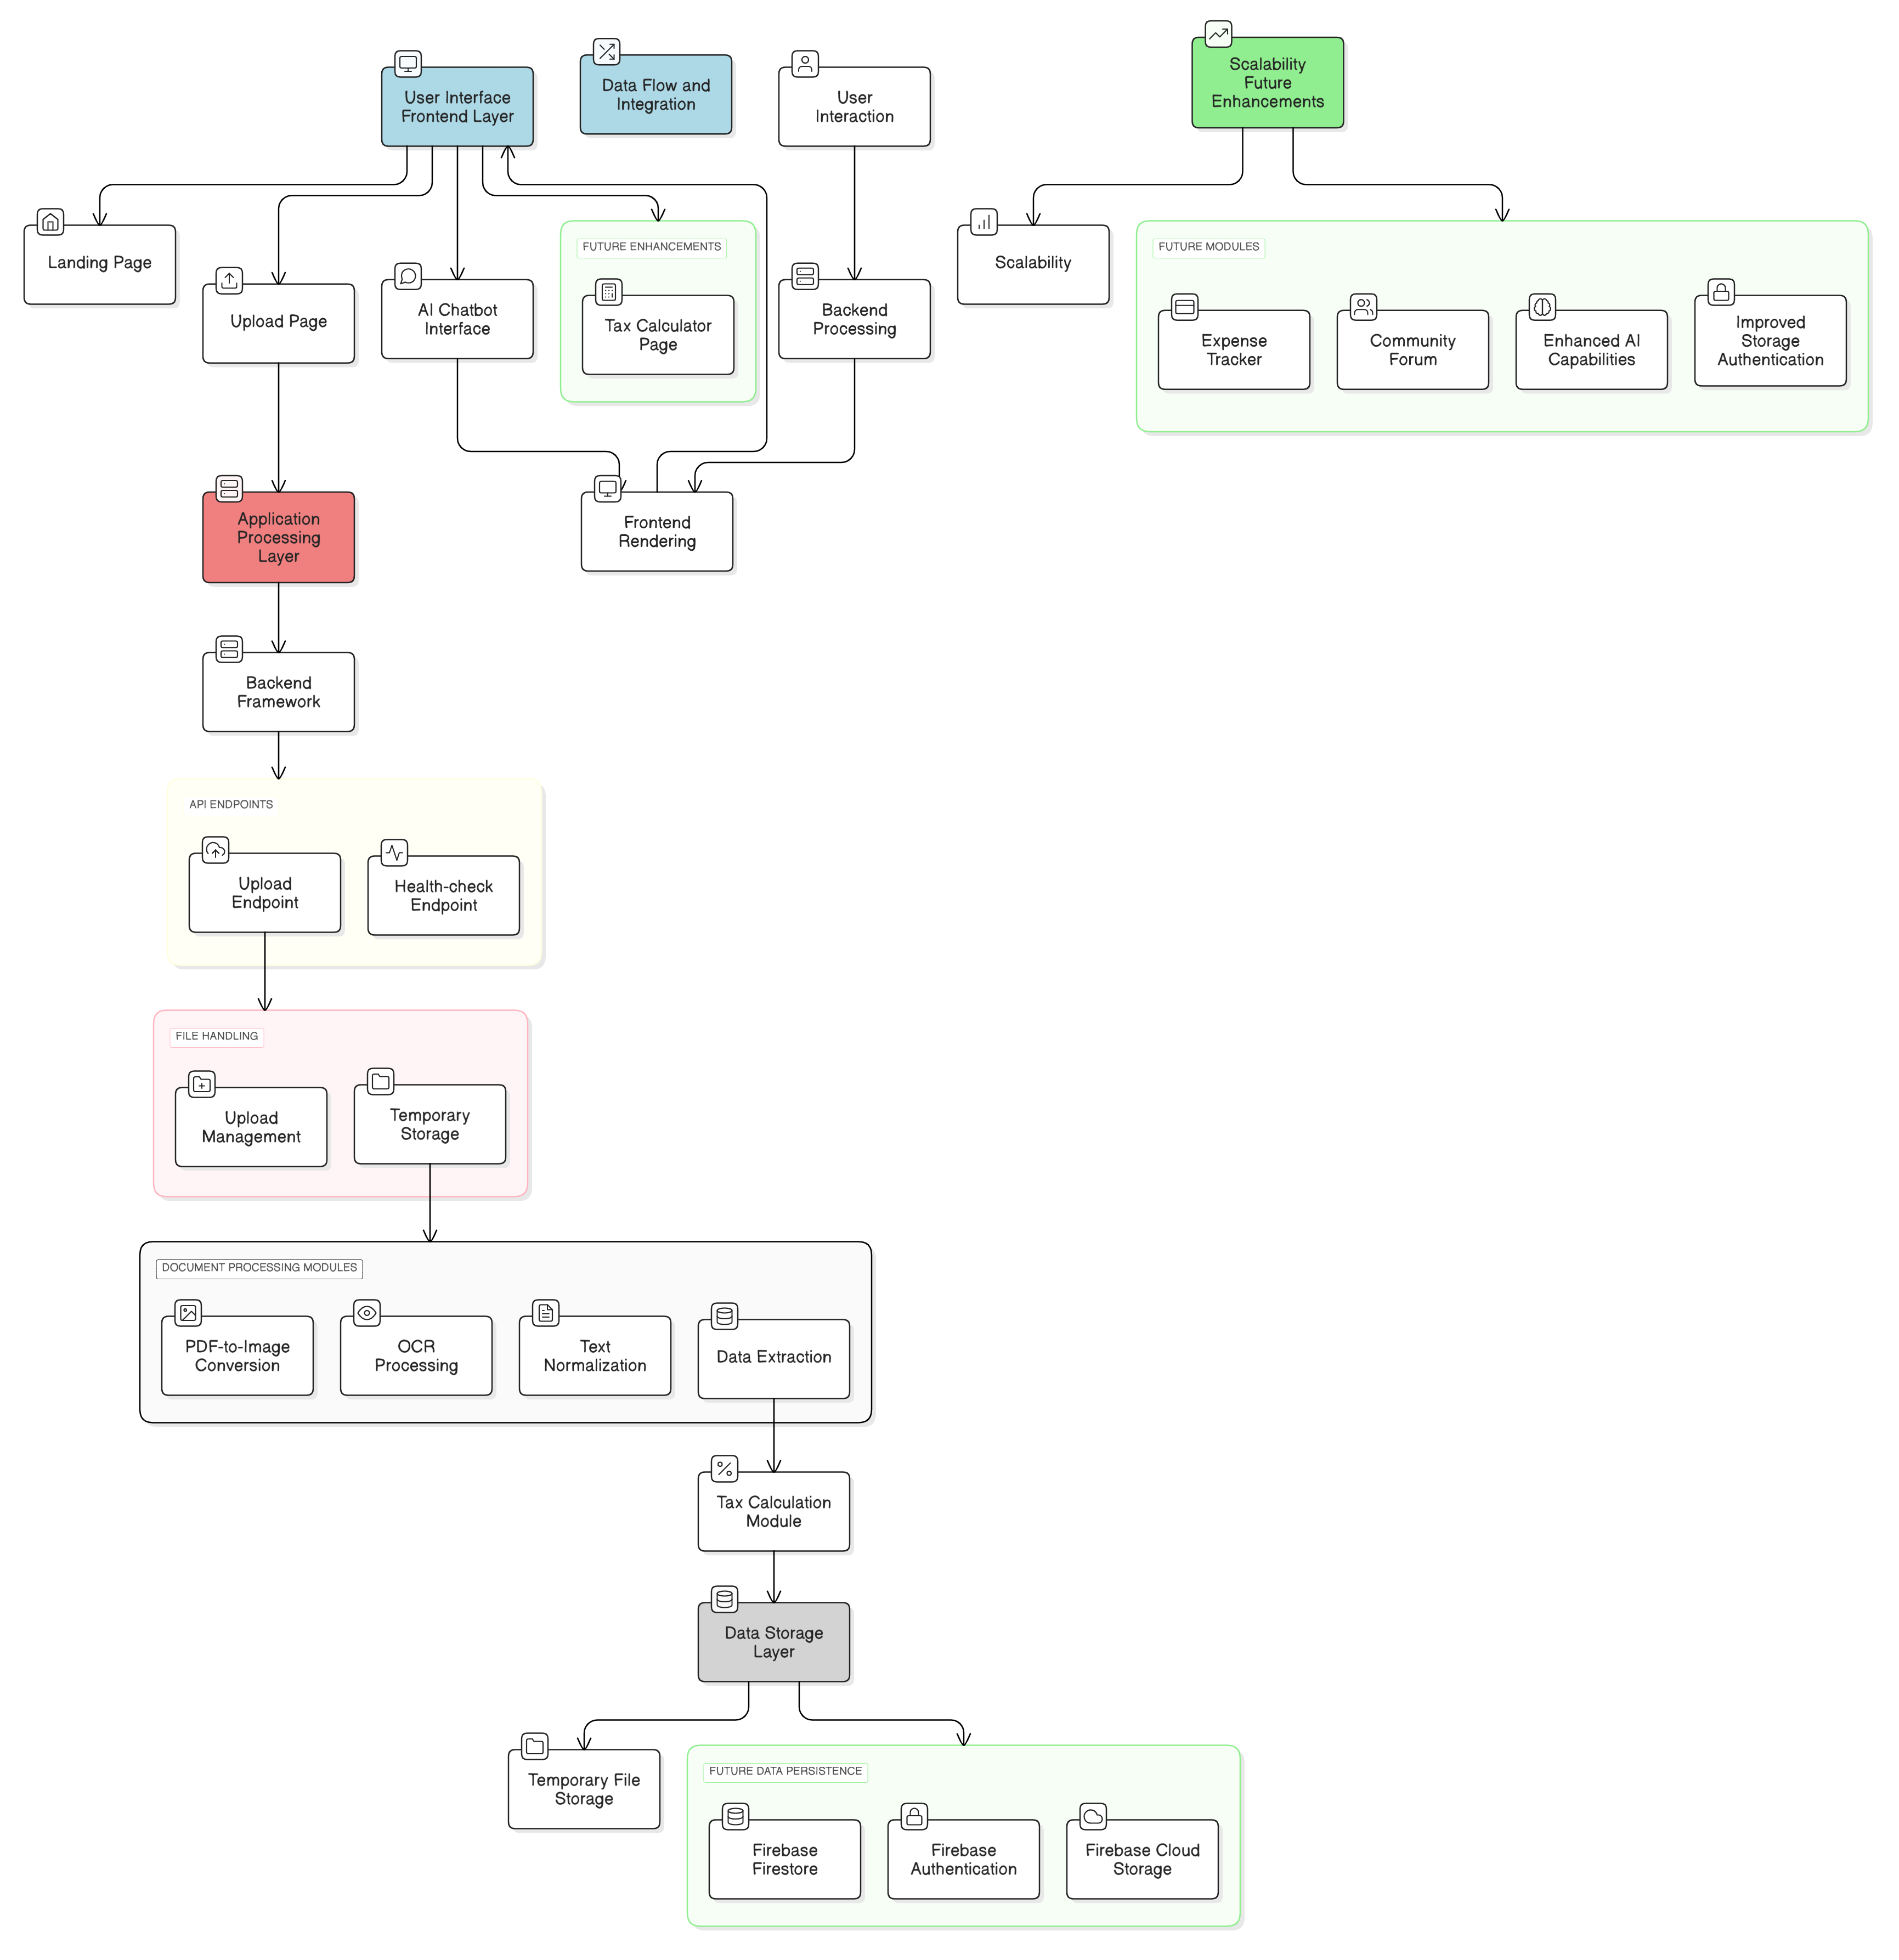 User Interface
Frontend Layer
Data Flow and
Integration
User
Interaction
Scalability
Future
Enhancements
Landing Page
Upload Page
AI Chatbot
Interface
FUTURE ENHANCEMENTS
Tax Calculator
Page
Backend
Processing
Scalability
FUTURE MODULES
Expense
Tracker
Community
Forum
Enhanced AI
Capabilities
Improved
Storage
Authentication
Application
Processing
Layer
Frontend
Rendering
Backend
Framework
API ENDPOINTS
Upload
Endpoint
Health-check
Endpoint
FILE HANDLING
Upload
Management
Temporary
Storage
DOCUMENT PROCESSING MODULES
PDF-to-Image
Conversion
OCR
Processing
Text
Normalization
Data Extraction
Tax Calculation
Module
Data Storage
Layer
Temporary File
Storage
FUTURE DATA PERSISTENCE
Firebase
Firestore
Firebase
Authentication
Firebase Cloud
Storage